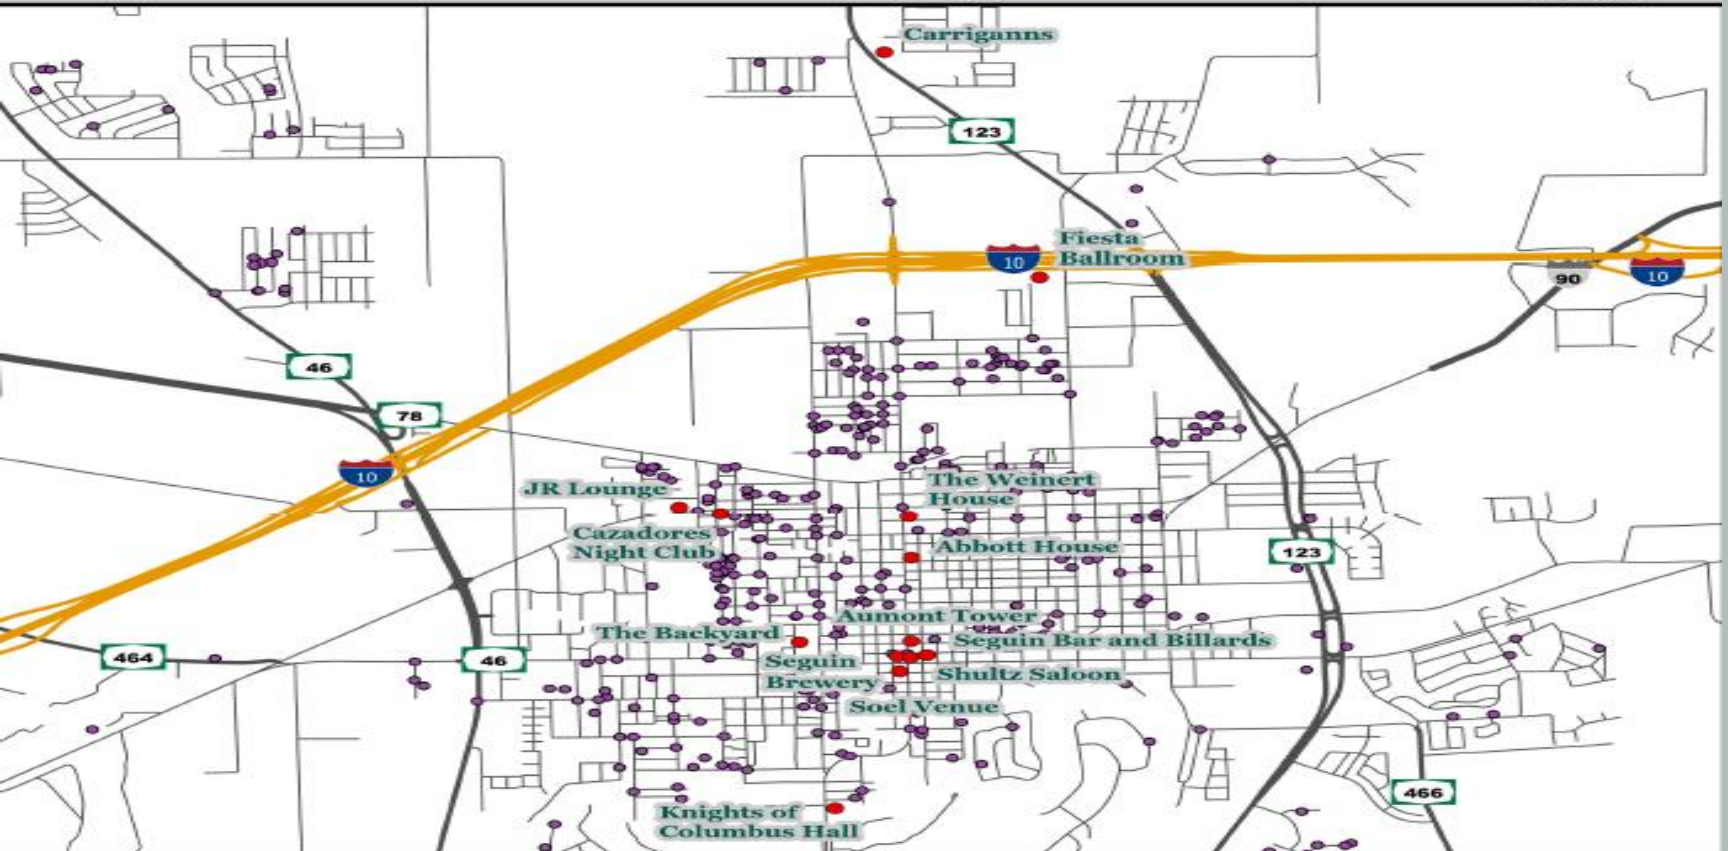 Carriganns
123
Fiesta
Ballroom
10
90
10
46
78
10
JR Lounge
The Weinert
House
Cazadores
Night Club
Abbott House
123
Aumont Tower
The Backyard
Seguin Bar and Billards
464
46
Seguin
Brewery
Shultz Saloon
Soel Venue
466
Knights of
Columbus Hall